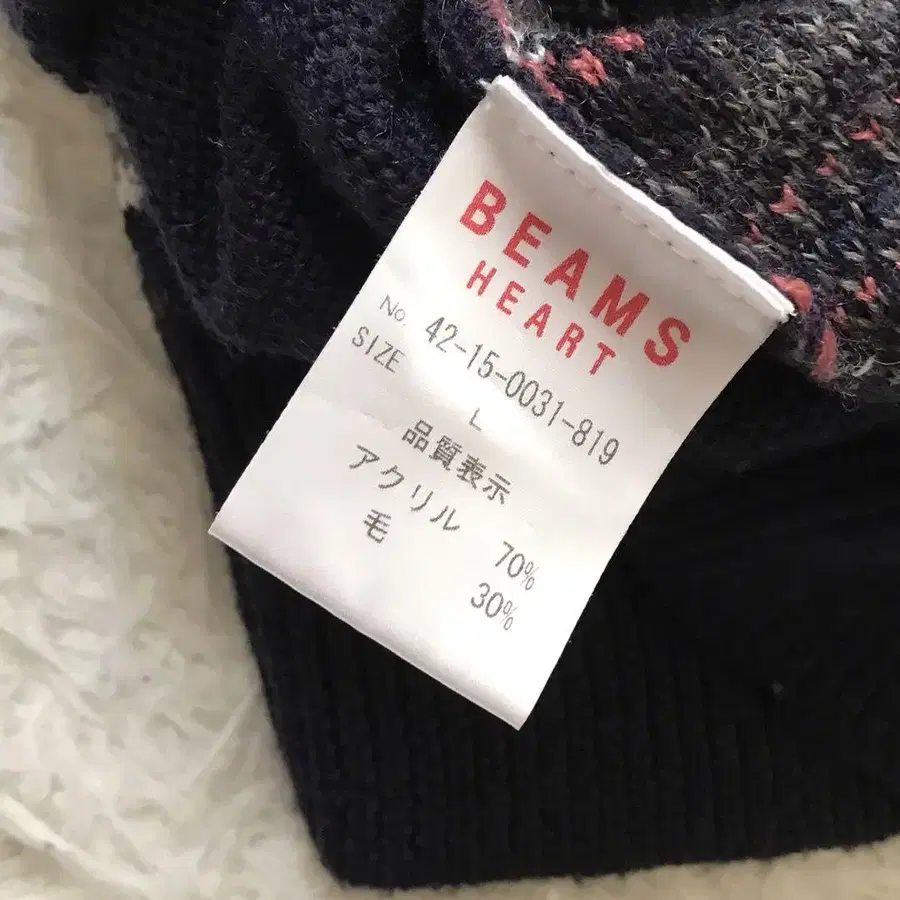 BEAMS
HEART
No. 42-15-0031-819
SIZE L
品質表示
アクリル 70%
毛 30%